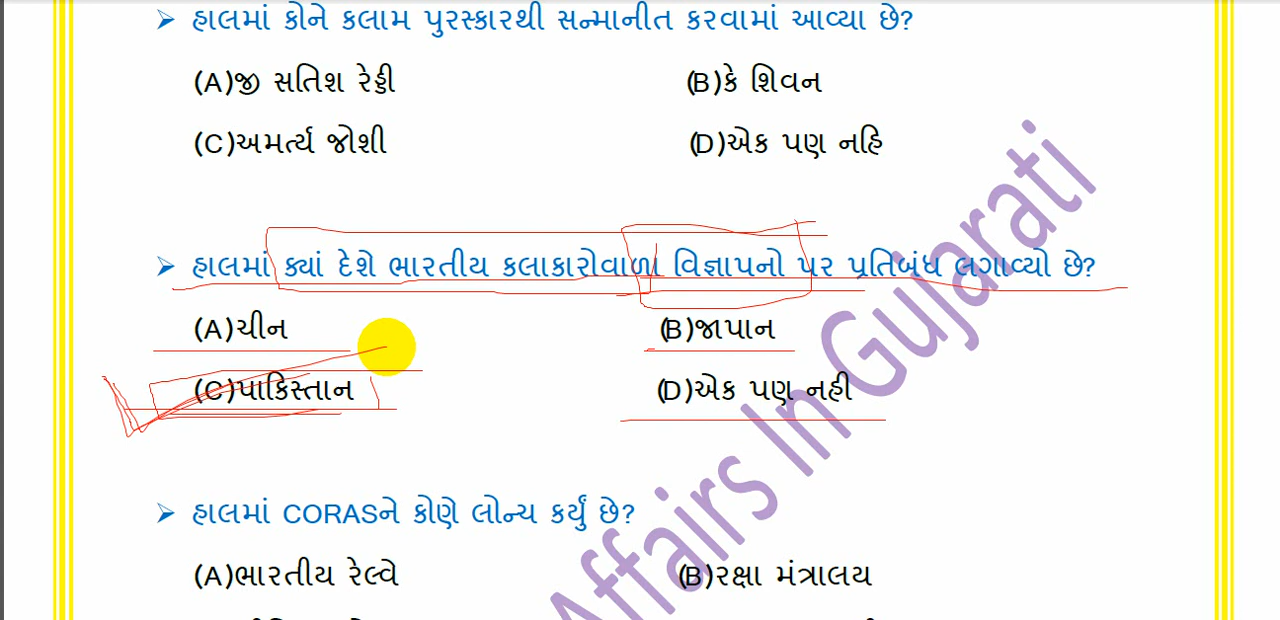 ➢ હાલમાં કોને કલામ પુરસ્કારથી સન્માનીત કરવામાં આવ્યા છે?
(A)જી સતિશ રેડ્ડી (B)કે શિવન
(C)અમર્ત્ય જોશી (D)એક પણ નહિ
➢ હાલમાં ક્યાં દેશે ભારતીય કલાકારોવાળા વિજ્ઞાપનો પર પ્રતિબંધ લગાવ્યો છે?
(A)ચીન (B)જાપાન
(C)પાકિસ્તાન (D)એક પણ નહી
➢ હાલમાં CORASને કોણે લોન્ચ કર્યું છે?
(A)ભારતીય રેલ્વે (B)રક્ષા મંત્રાલય
Affairs In Gujarati